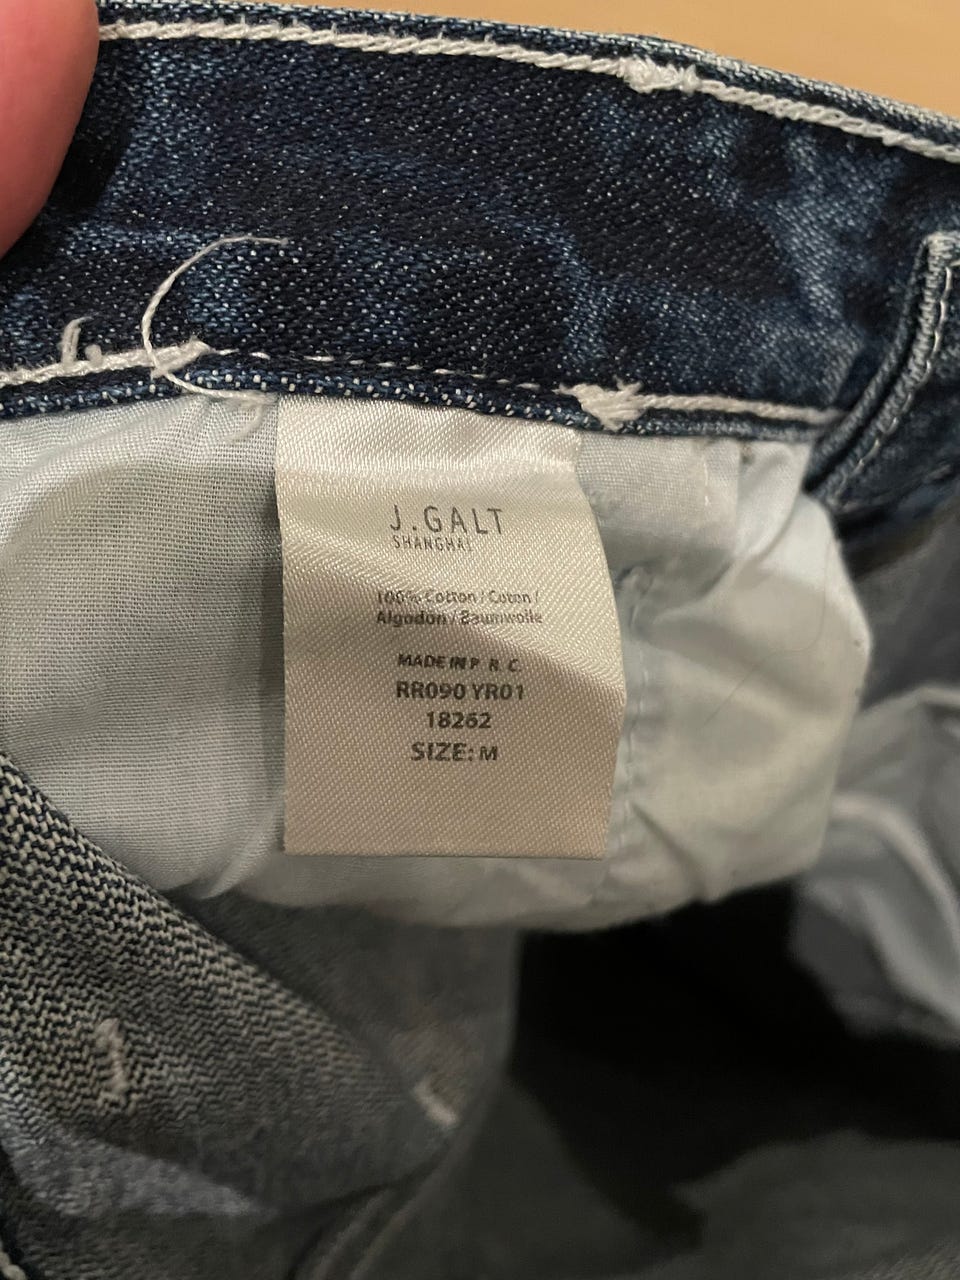 J.GALT
SHANGHAI
100% Cotton / Coton /
Algodon / Baumwolle
MADE IN P. R. C.
RR090 YR01
18262
SIZE: M